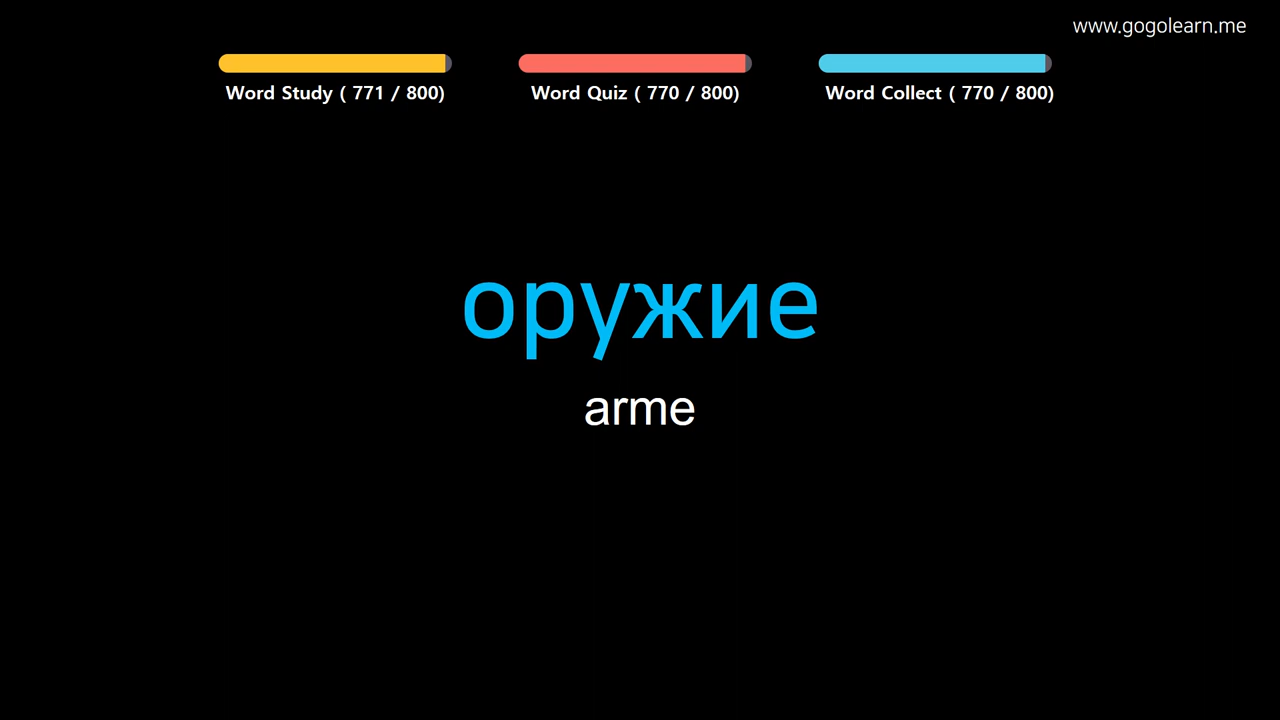 www.gogolearn.me
Word Study ( 771 / 800)
Word Quiz ( 770 / 800)
Word Collect ( 770 / 800)
оружие
arme